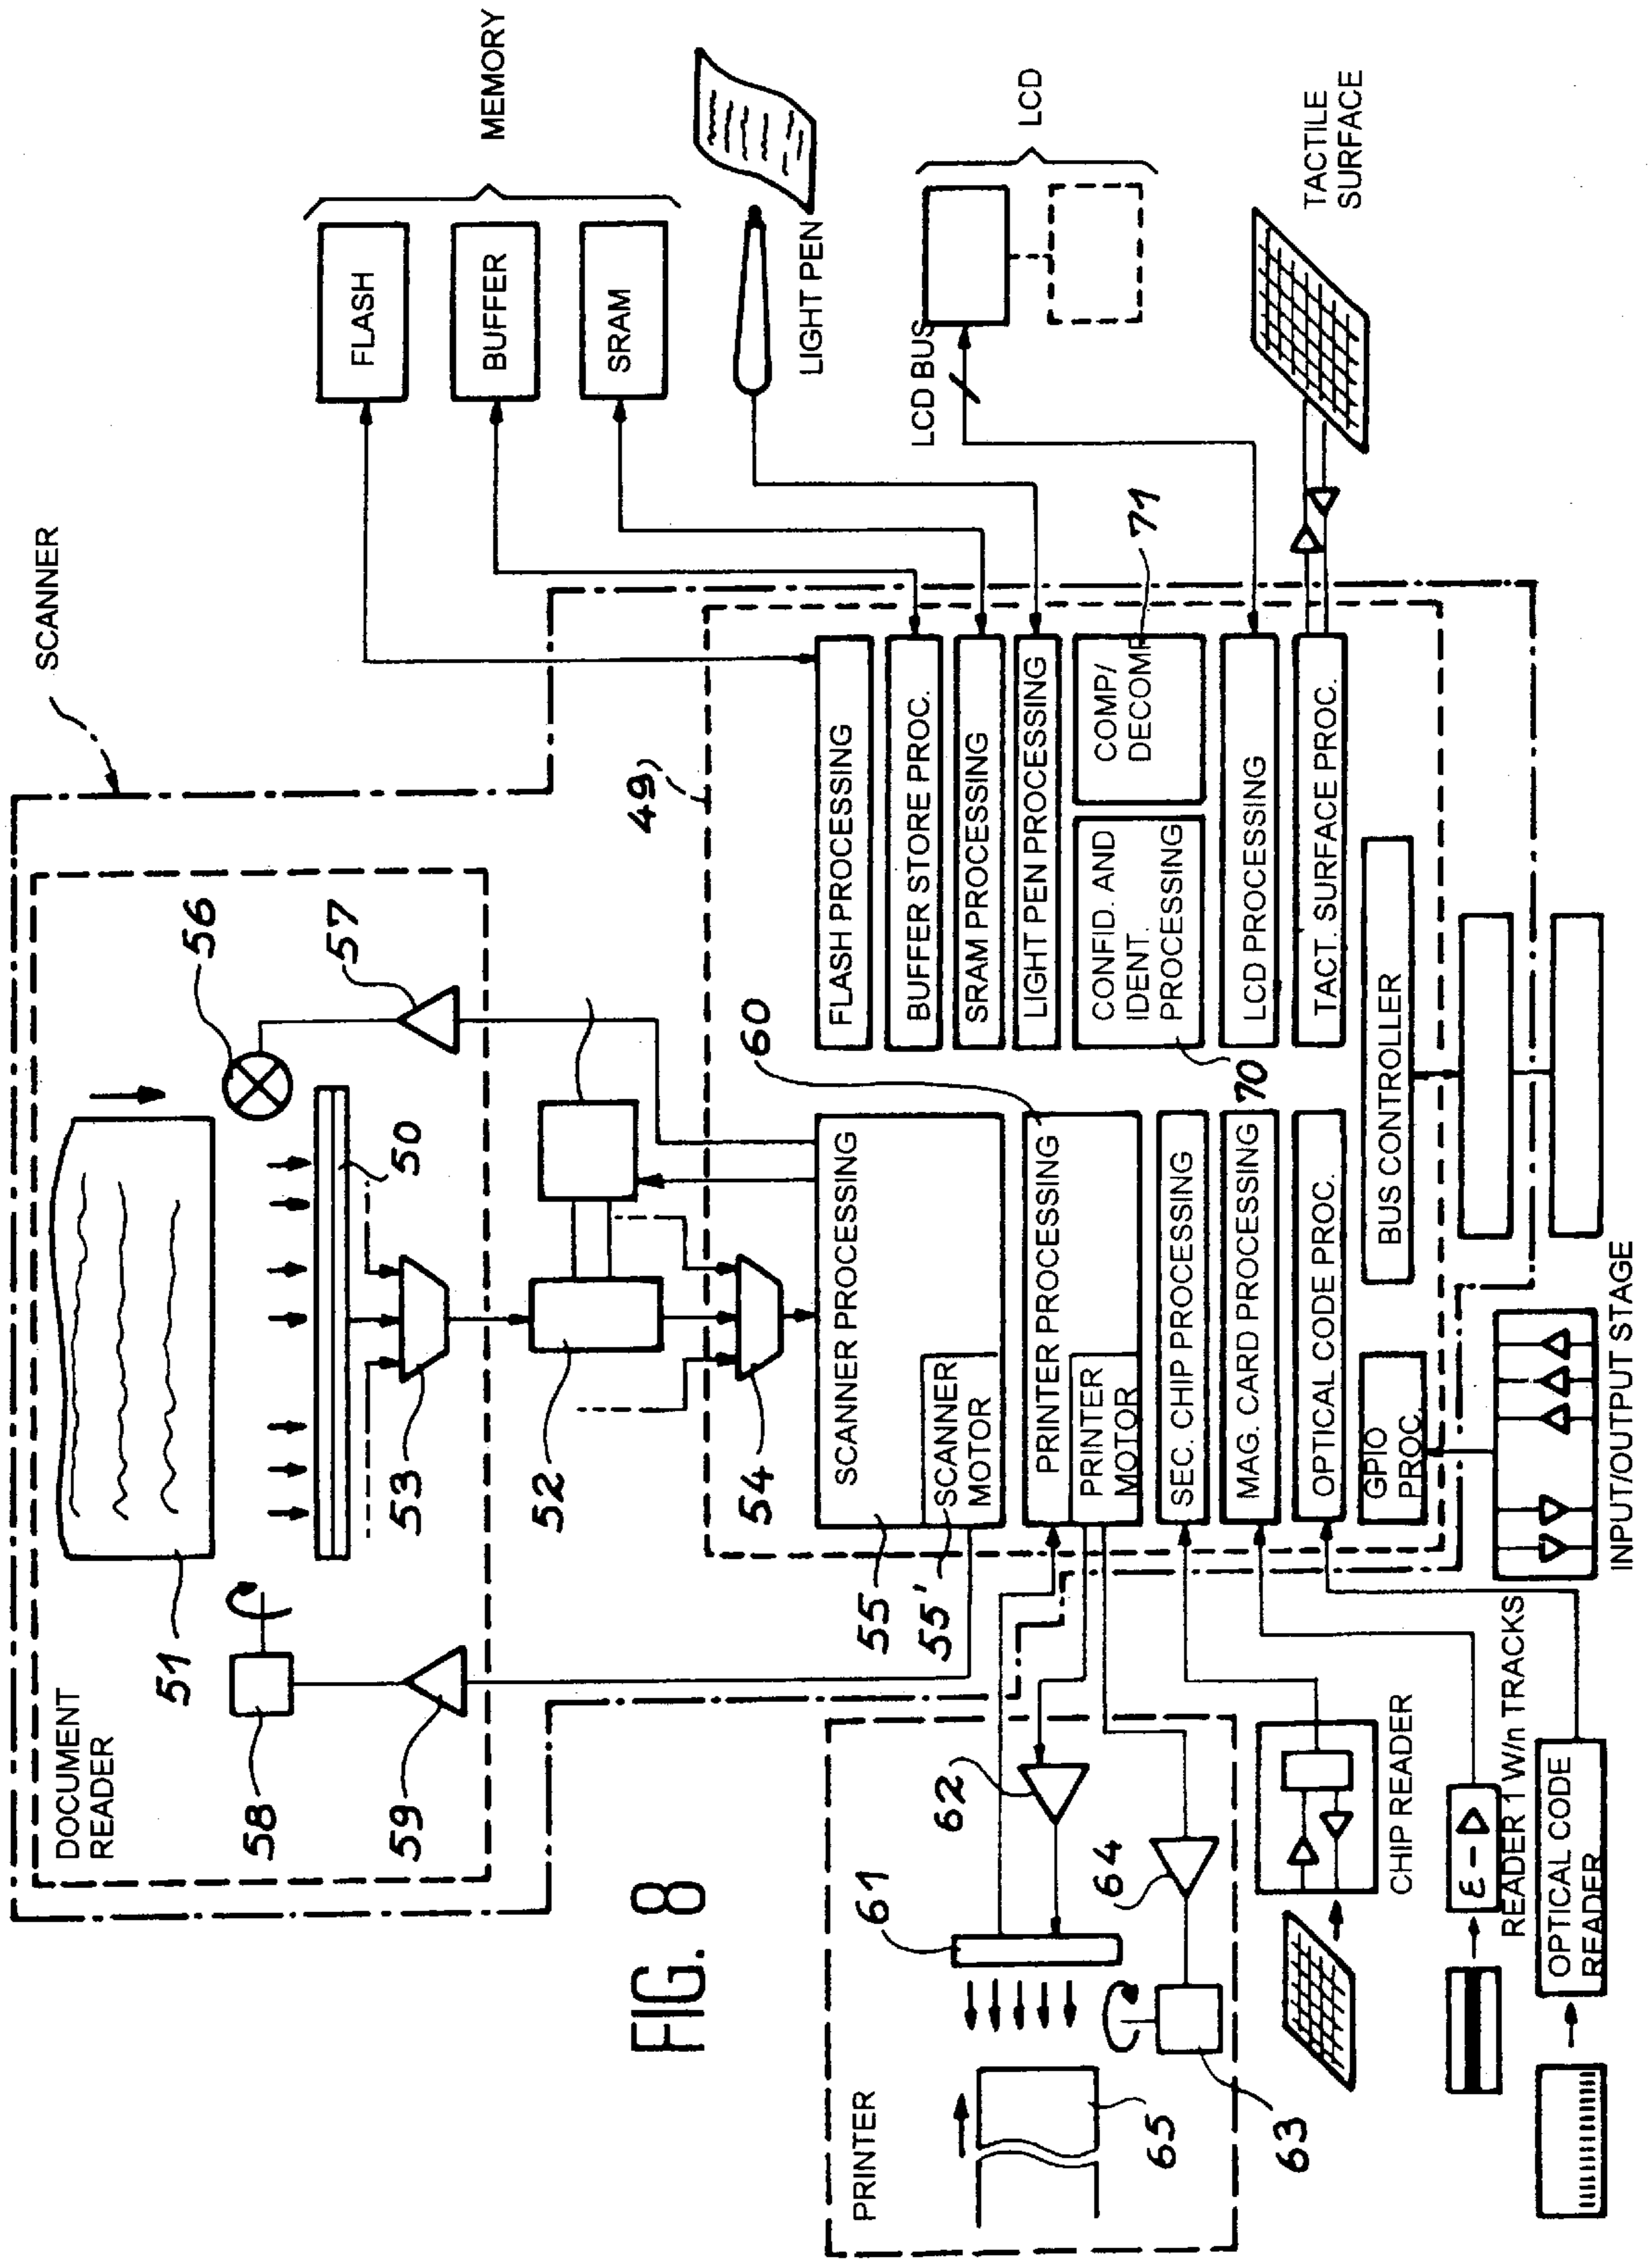 SCANNER
DOCUMENT
READER
51
58
59
56
57
50
53
52
54
49
MEMORY
FLASH
BUFFER
SRAM
LIGHT PEN
LCD BUS
LCD
TACTILE
SURFACE
FIG. 8
55
55'
SCANNER PROCESSING
SCANNER
MOTOR
60
PRINTER PROCESSING
PRINTER
MOTOR
SEC. CHIP PROCESSING
MAG. CARD PROCESSING
OPTICAL CODE PROC.
GPIO
PROC.
BUS CONTROLLER
FLASH PROCESSING
BUFFER STORE PROC.
SRAM PROCESSING
LIGHT PEN PROCESSING
CONFID. AND
IDENT.
PROCESSING
70
COMP/
DECOMP
71
LCD PROCESSING
TACT. SURFACE PROC.
PRINTER
61
62
64
65
63
CHIP READER
ε - 
READER 1 W/n TRACKS
OPTICAL CODE
READER
INPUT/OUTPUT STAGE